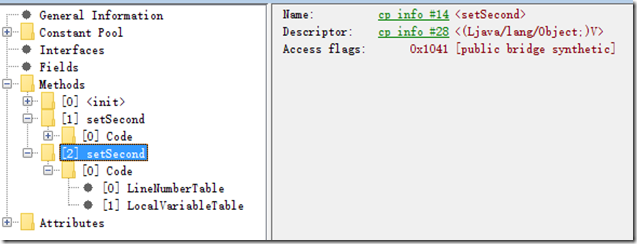 General Information
Constant Pool
Interfaces
Fields
Methods
[0] <init>
[1] setSecond
[0] Code
[2] setSecond
[0] Code
[0] LineNumberTable
[1] LocalVariableTable
Attributes
Name: cp info #14 <setSecond>
Descriptor: cp info #28 <(Ljava/lang/Object;)V>
Access flags: 0x1041 [public bridge synthetic]